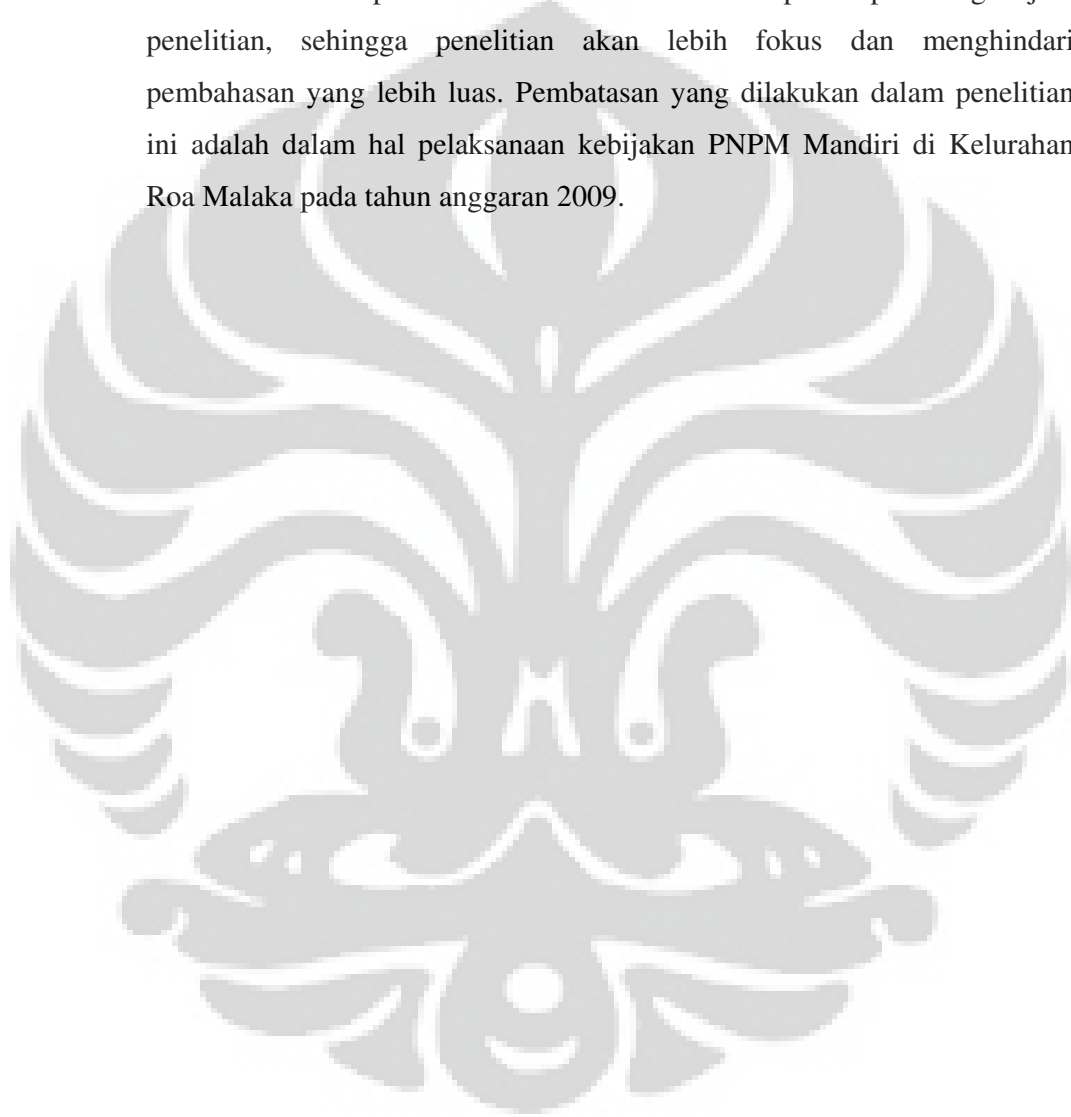 penelitian, sehingga penelitian akan lebih fokus dan menghindari
pembahasan yang lebih luas. Pembatasan yang dilakukan dalam penelitian
ini adalah dalam hal pelaksanaan kebijakan PNPM Mandiri di Kelurahan
Roa Malaka pada tahun anggaran 2009.